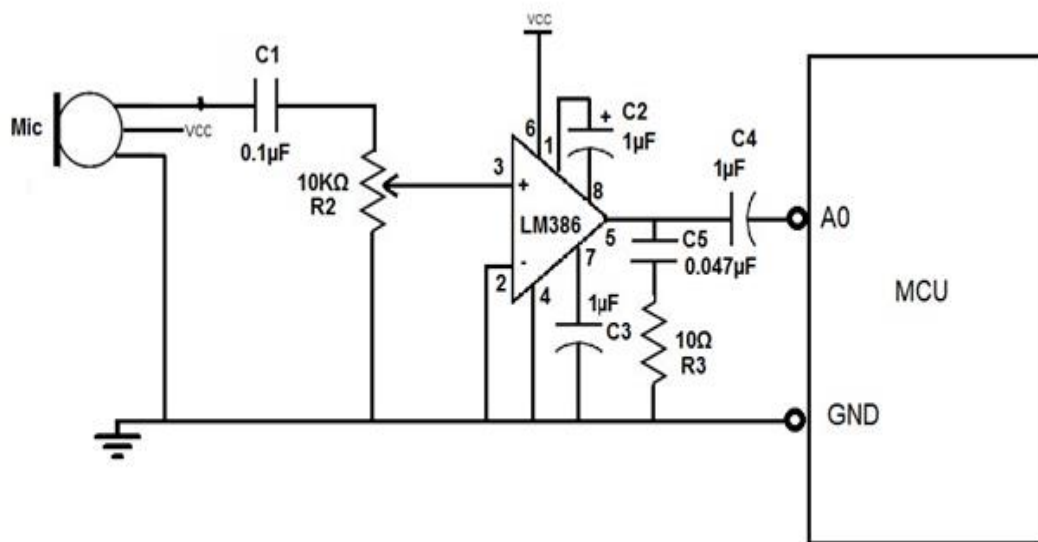 VCC
C1
Mic
VCC
0.1µF
10KΩ
R2
6
1
+
C2
1µF
3
+
8
LM386
C4
1µF
A0
5
C5
0.047µF
2
-
7
4
1µF
C3
10Ω
R3
MCU
GND